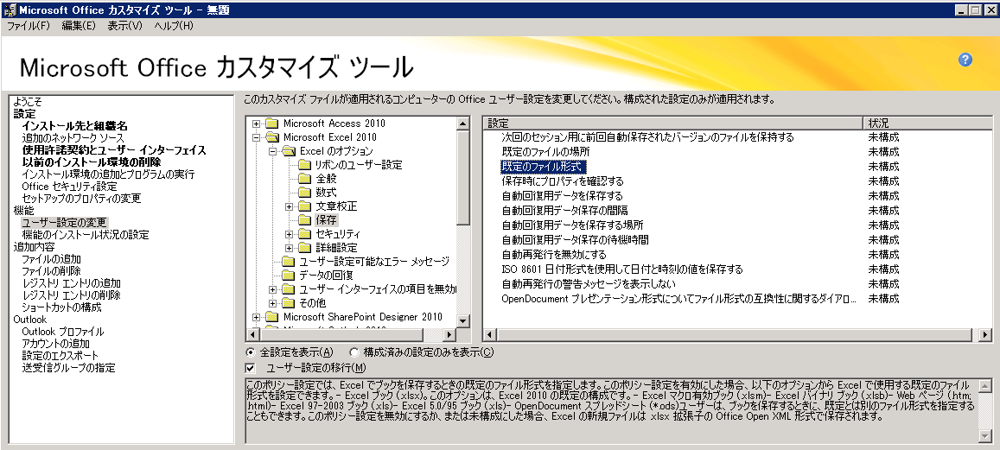 Microsoft Office カスタマイズ ツール - 無題
ファイル(F) 編集(E) 表示(V) ヘルプ(H)
Microsoft Office カスタマイズ ツール
ようこそ
設定
インストール先と組織名
追加のネットワーク ソース
使用許諾契約とユーザー インターフェイス
以前のインストール環境の削除
インストール環境の追加とプログラムの実行
Office セキュリティ設定
セットアップのプロパティの変更
機能
ユーザー設定の変更
機能のインストール状況の設定
追加内容
ファイルの追加
ファイルの削除
レジストリ エントリの追加
レジストリ エントリの削除
ショートカットの構成
Outlook
Outlook プロファイル
アカウントの追加
設定のエクスポート
送受信グループの指定
このカスタマイズ ファイルが適用されるコンピューターの Office ユーザー設定を変更してください。構成された設定のみが適用されます。
Microsoft Access 2010
Microsoft Excel 2010
Excel のオプション
リボンのユーザー設定
全般
数式
文章校正
保存
セキュリティ
詳細設定
ユーザー設定可能なエラー メッセージ
データの回復
ユーザー インターフェイスの項目を無効
その他
Microsoft SharePoint Designer 2010
設定 状況
次回のセッション用に前回自動保存されたバージョンのファイルを保持する 未構成
既定のファイルの場所 未構成
既定のファイル形式 未構成
保存時にプロパティを確認する 未構成
自動回復用データを保存する 未構成
自動回復用データ保存の間隔 未構成
自動回復用データを保存する場所 未構成
自動回復用データ保存の待機時間 未構成
自動再発行を無効にする 未構成
ISO 8601 日付形式を使用して日付と時刻の値を保存する 未構成
自動再発行の警告メッセージを表示しない 未構成
OpenDocument プレゼンテーション形式についてファイル形式の互換性に関するダイアロ... 未構成
全設定を表示(A) 構成済みの設定のみを表示(C)
ユーザー設定の移行(M)
このポリシー設定では、Excel でブックを保存するときの既定のファイル形式を指定します。このポリシー設定を有効にした場合、以下のオプションから Excel で使用する既定のファイル
形式を設定できます。- Excel ブック (.xlsx)。このオプションは、Excel 2010 の既定の構成です。- Excel マクロ有効ブック (.xlsm)- Excel バイナリ ブック (.xlsb)- Web ページ (.htm;
.html)- Excel 97-2003 ブック (.xls)- Excel 5.0/95 ブック (.xls)- OpenDocument スプレッドシート (*.ods)ユーザーは、ブックを保存するときに、既定とは別のファイル形式を指定する
こともできます。このポリシー設定を無効にするか、または未構成にした場合、Excel の新規ファイルは .xlsx 拡張子の Office Open XML 形式で保存されます。